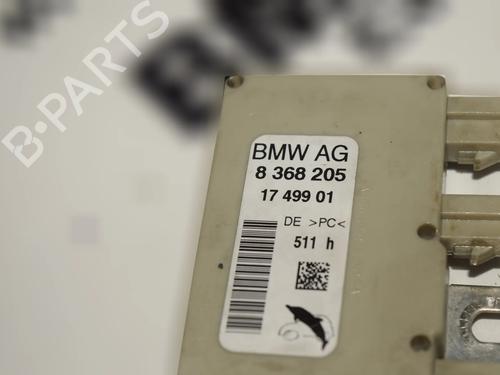 B-PARTS
BMW AG
8 368 205
17 499 01
DE >PC<
511 h